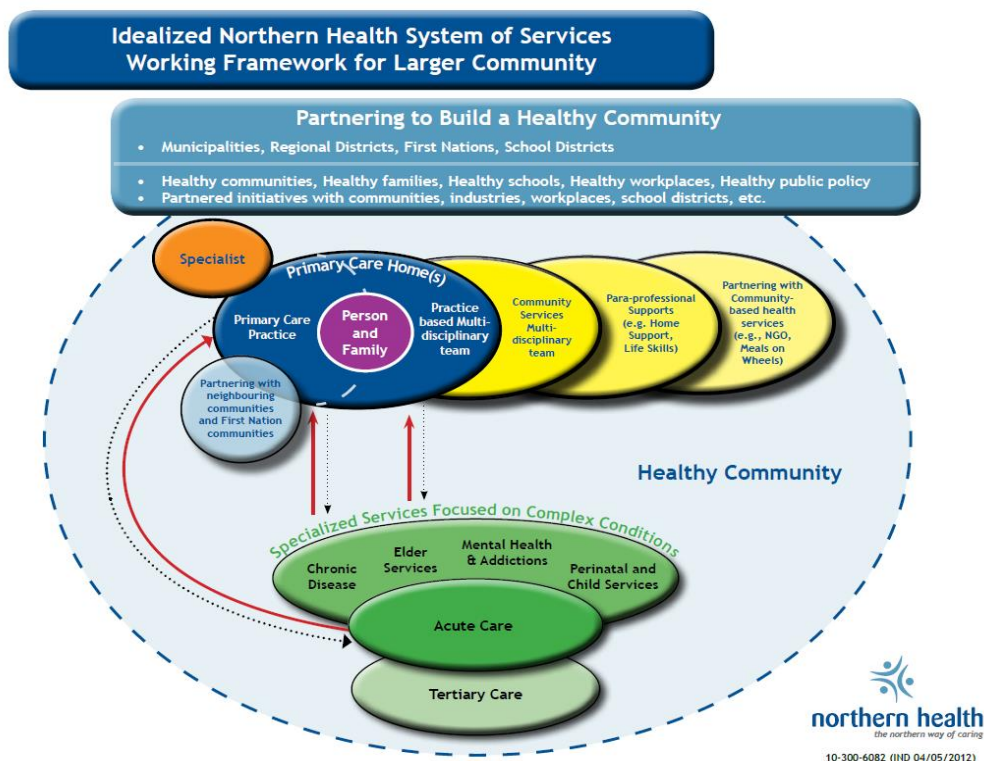 Idealized Northern Health System of Services
Working Framework for Larger Community
Partnering to Build a Healthy Community
• Municipalities, Regional Districts, First Nations, School Districts
• Healthy communities, Healthy families, Healthy schools, Healthy workplaces, Healthy public policy
• Partnered initiatives with communities, industries, workplaces, school districts, etc.
Specialist
Primary Care Home(s)
Primary Care
Practice
Person
and
Family
Practice
based Multi-
disciplinary
team
Community
Services
Multi-
disciplinary
team
Para-professional
Supports
(e.g. Home
Support,
Life Skills)
Partnering with
Community-
based health
services
(e.g., NGO,
Meals on
Wheels)
Partnering with
neighbouring
communities
and First Nation
communities
Healthy Community
Specialized Services Focused on Complex Conditions
Chronic
Disease
Elder
Services
Mental Health
& Addictions
Perinatal and
Child Services
Acute Care
Tertiary Care
northern health
the northern way of caring
10-300-6082 (IND 04/05/2012)